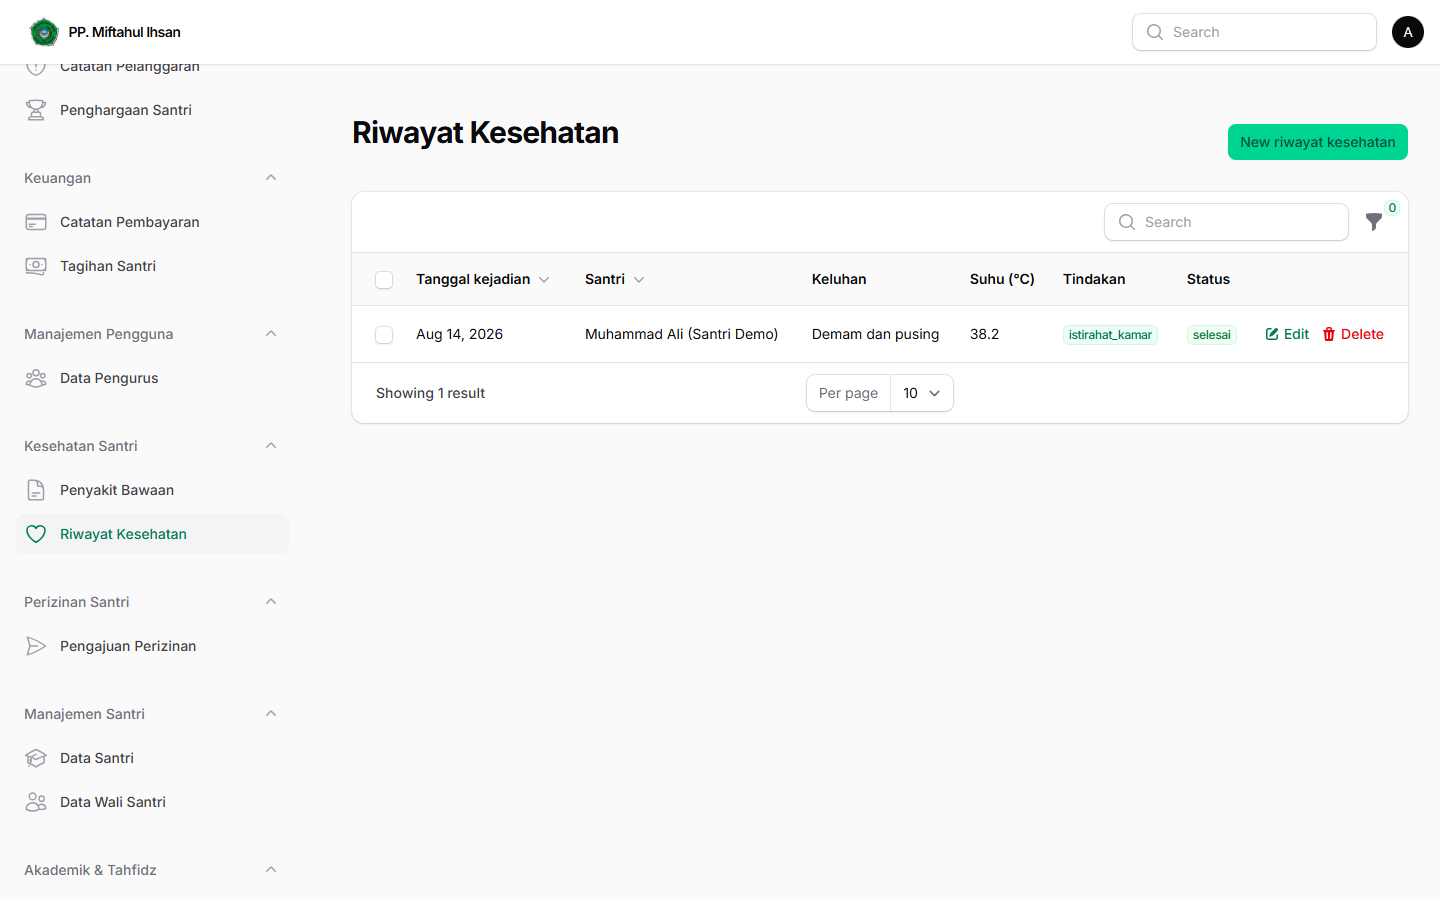 PP. Miftahul Ihsan
Search
A
Catatan Pelanggaran
Penghargaan Santri
Keuangan
Catatan Pembayaran
Tagihan Santri
Manajemen Pengguna
Data Pengurus
Kesehatan Santri
Penyakit Bawaan
Riwayat Kesehatan
Perizinan Santri
Pengajuan Perizinan
Manajemen Santri
Data Santri
Data Wali Santri
Akademik & Tahfidz
Riwayat Kesehatan
New riwayat kesehatan
Search
0
Tanggal kejadian Santri Keluhan Suhu (°C) Tindakan Status
Aug 14, 2026 Muhammad Ali (Santri Demo) Demam dan pusing 38.2 istirahat_kamar selesai Edit Delete
Showing 1 result Per page 10